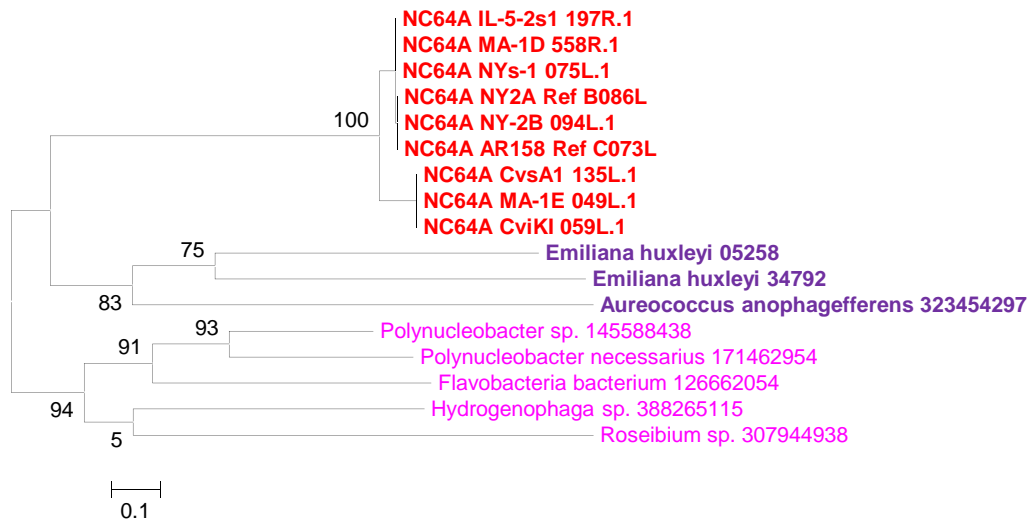 NC64A IL-5-2s1 197R.1
NC64A MA-1D 558R.1
NC64A NYs-1 075L.1
NC64A NY2A Ref B086L
100
NC64A NY-2B 094L.1
NC64A AR158 Ref C073L
NC64A CvsA1 135L.1
NC64A MA-1E 049L.1
NC64A CviKI 059L.1
75
Emiliana huxleyi 05258
Emiliana huxleyi 34792
83
Aureococcus anophagefferens 323454297
93
Polynucleobacter sp. 145588438
91
Polynucleobacter necessarius 171462954
Flavobacteria bacterium 126662054
94
Hydrogenophaga sp. 388265115
5
Roseibium sp. 307944938
0.1